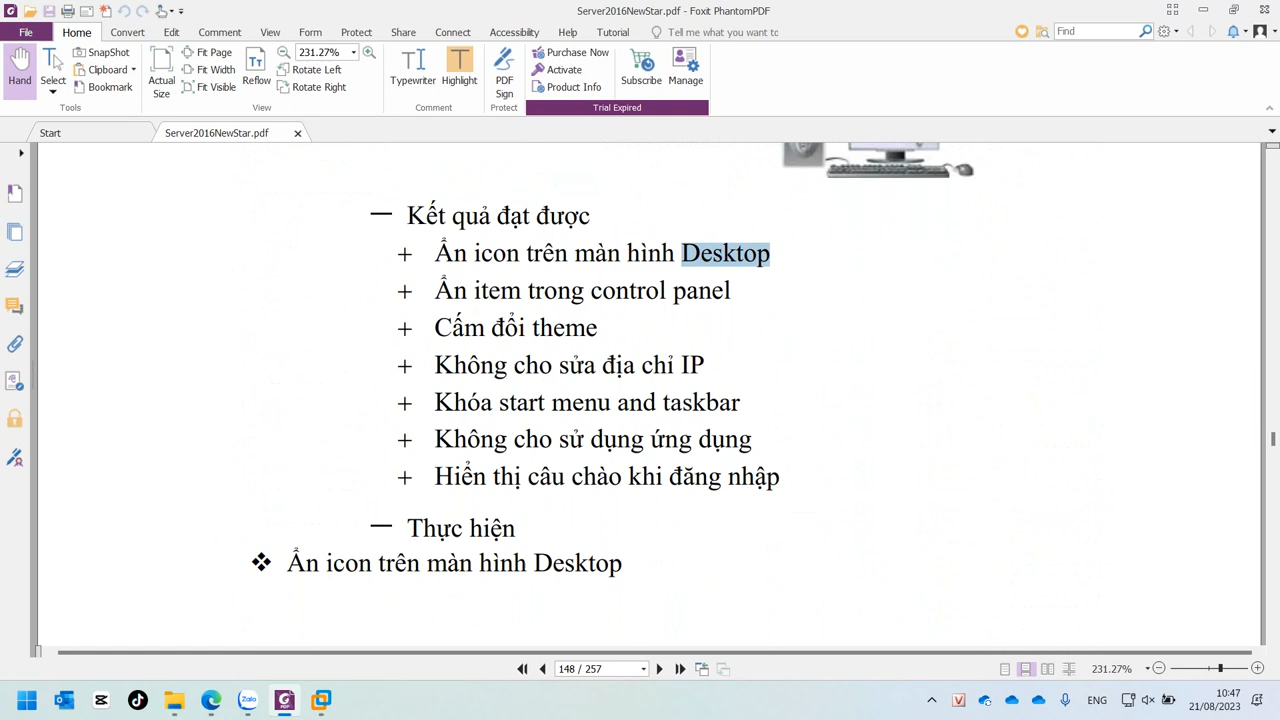 Server2016NewStar.pdf - Foxit PhantomPDF
File Home Convert Edit Comment View Form Protect Share Connect Accessibility Help Tutorial Tell me what you want to Find
Hand
Select
SnapShot
Clipboard
Bookmark
Tools
Actual Size
Fit Page
Fit Width
Fit Visible
Reflow
231.27%
Rotate Left
Rotate Right
View
Typewriter
Highlight
Comment
PDF Sign
Protect
Purchase Now
Activate
Product Info
Subscribe
Manage
Trial Expired
Start
Server2016NewStar.pdf
– Kết quả đạt được
+ Ẩn icon trên màn hình Desktop
+ Ẩn item trong control panel
+ Cấm đổi theme
+ Không cho sửa địa chỉ IP
+ Khóa start menu and taskbar
+ Không cho sử dụng ứng dụng
+ Hiển thị câu chào khi đăng nhập
– Thực hiện
❖ Ẩn icon trên màn hình Desktop
148 / 257
231.27%
Zalo
PDF
ENG
10:47
21/08/2023